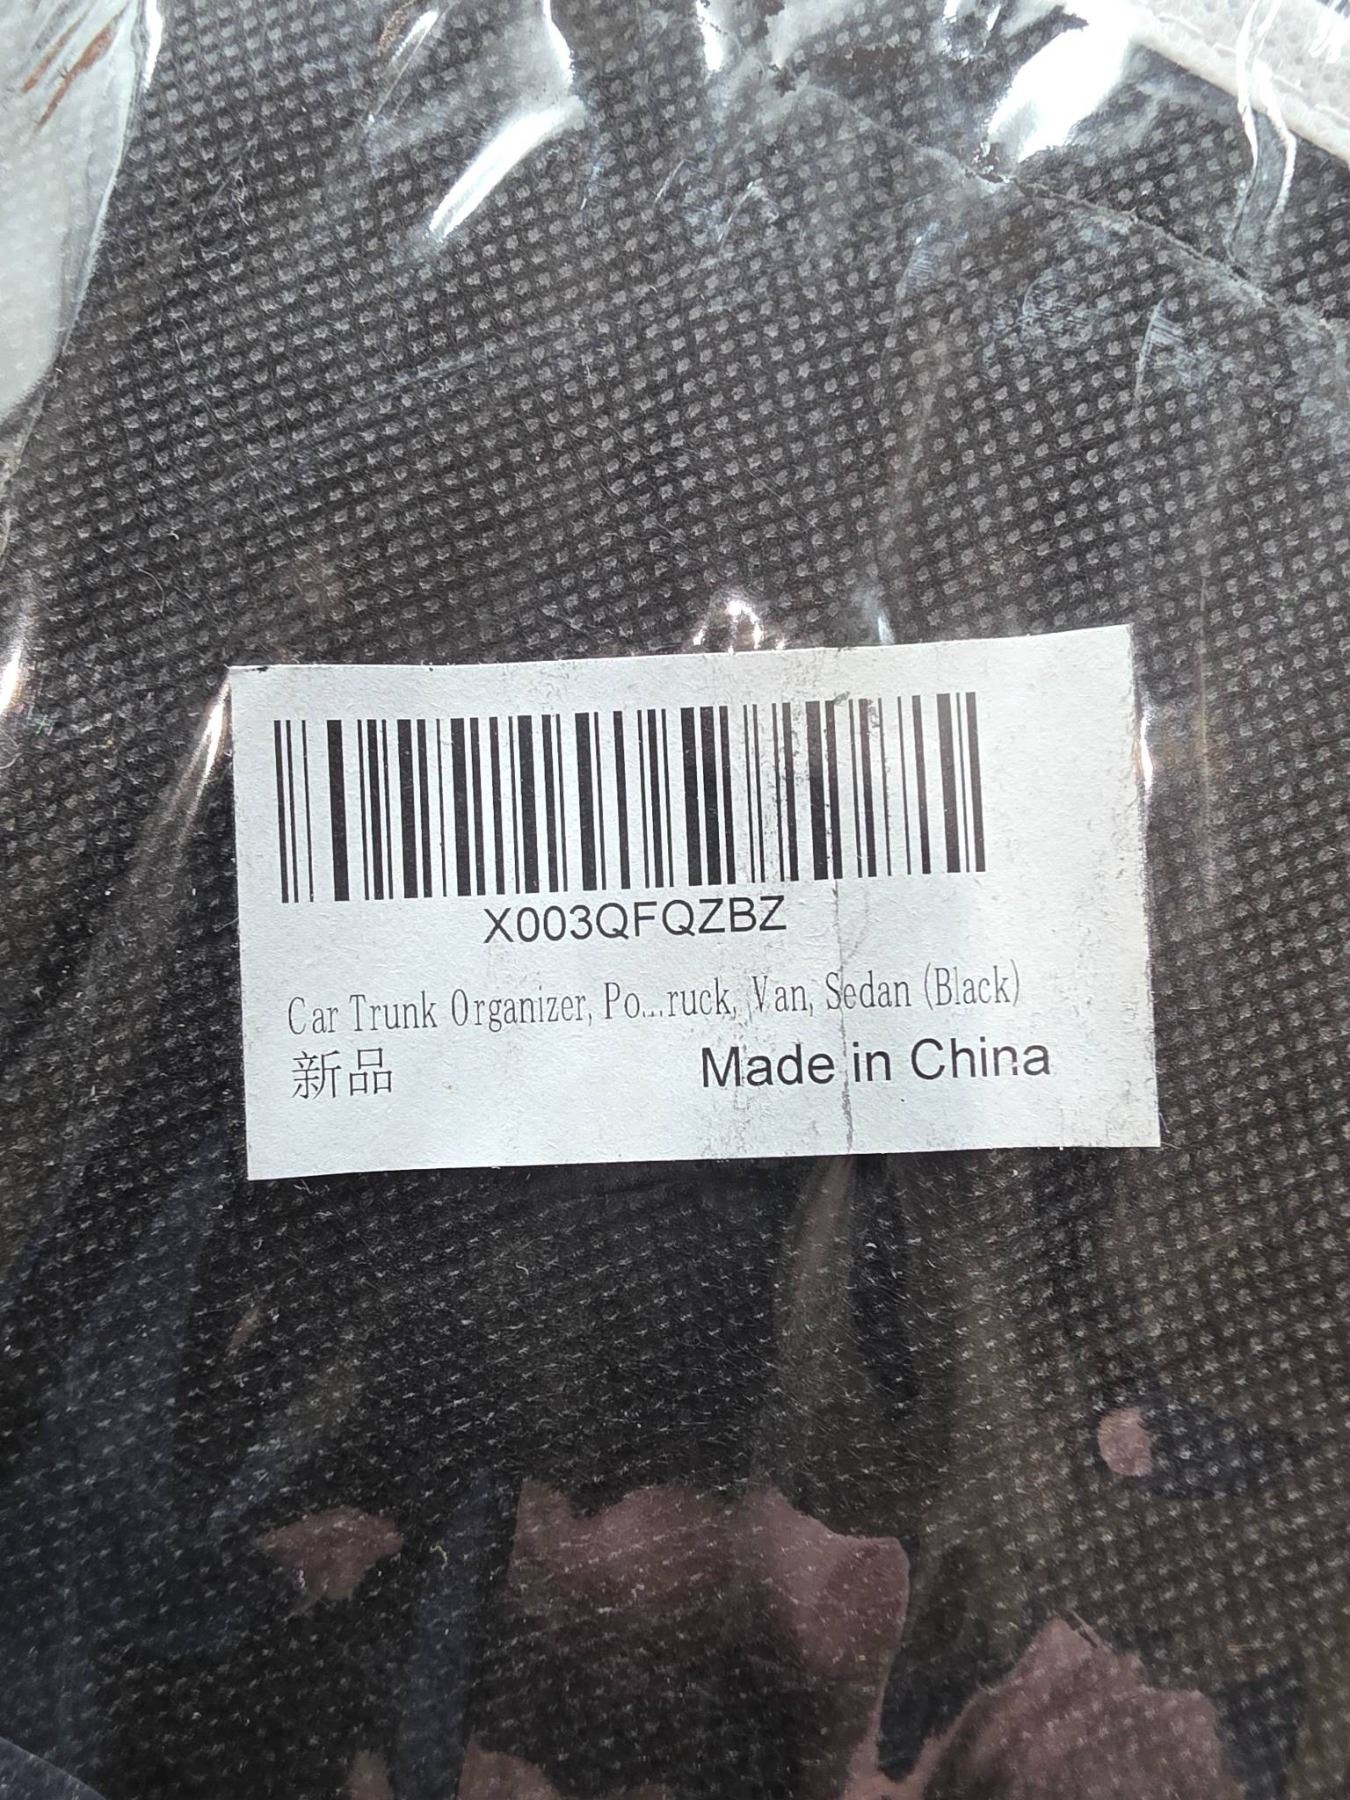 X003QFQZBZ
Car Trunk Organizer, Po...ruck, Van, Sedan (Black)
新品
Made in China